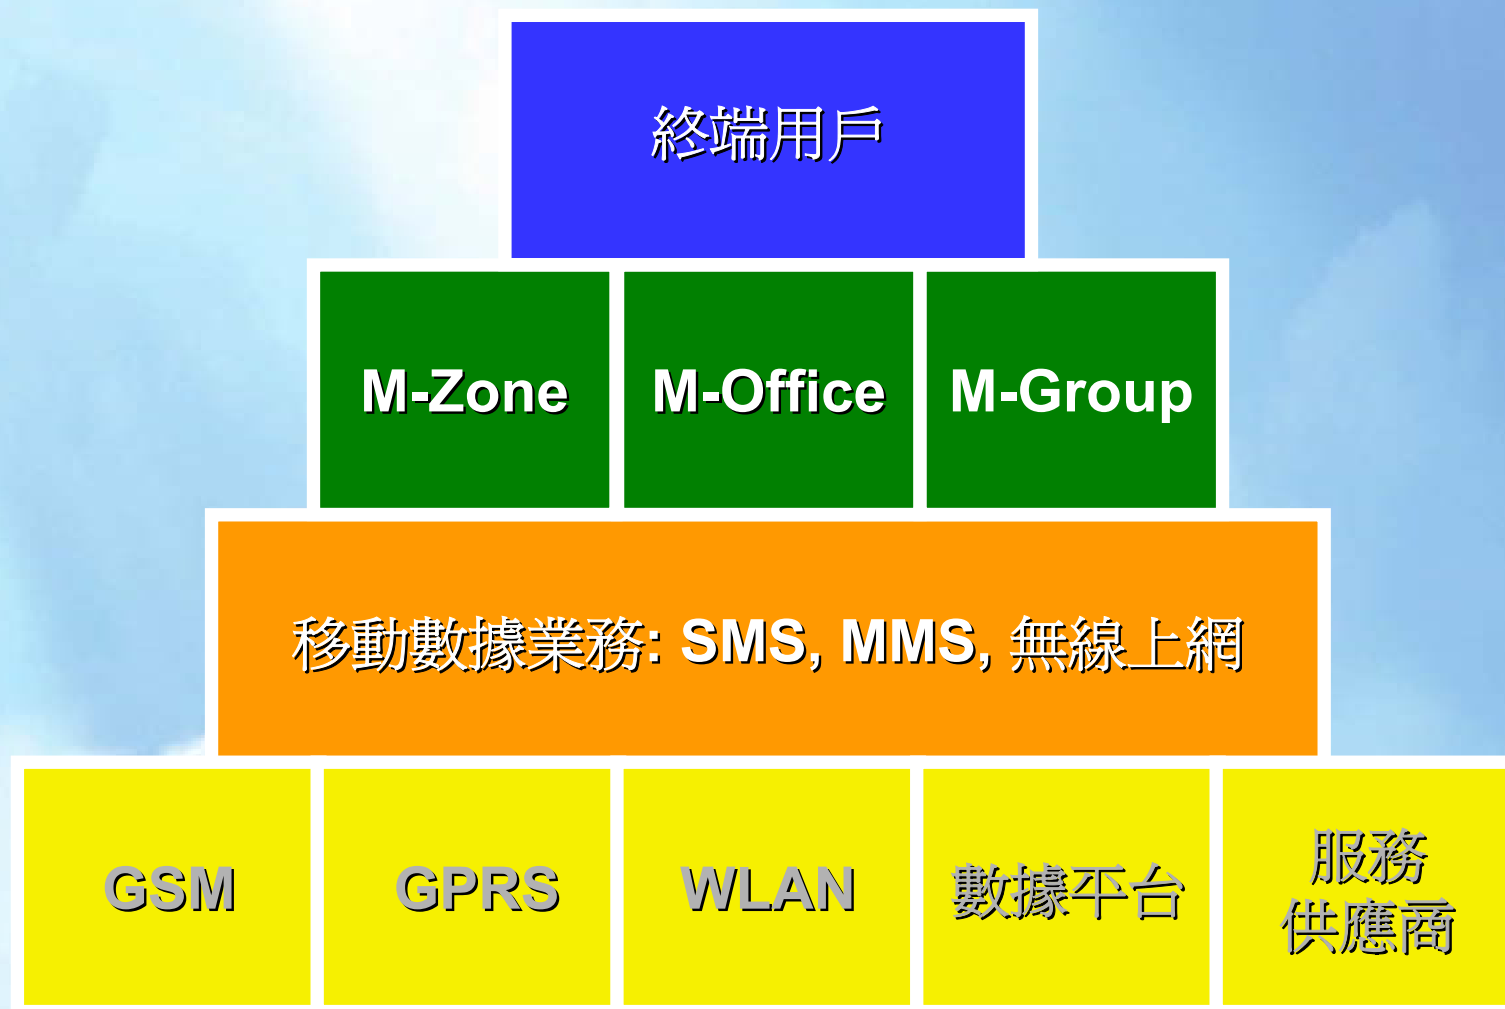 終端用戶
M-Zone
M-Office
M-Group
移動數據業務: SMS, MMS, 無線上網
GSM
GPRS
WLAN
數據平台
服務
供應商